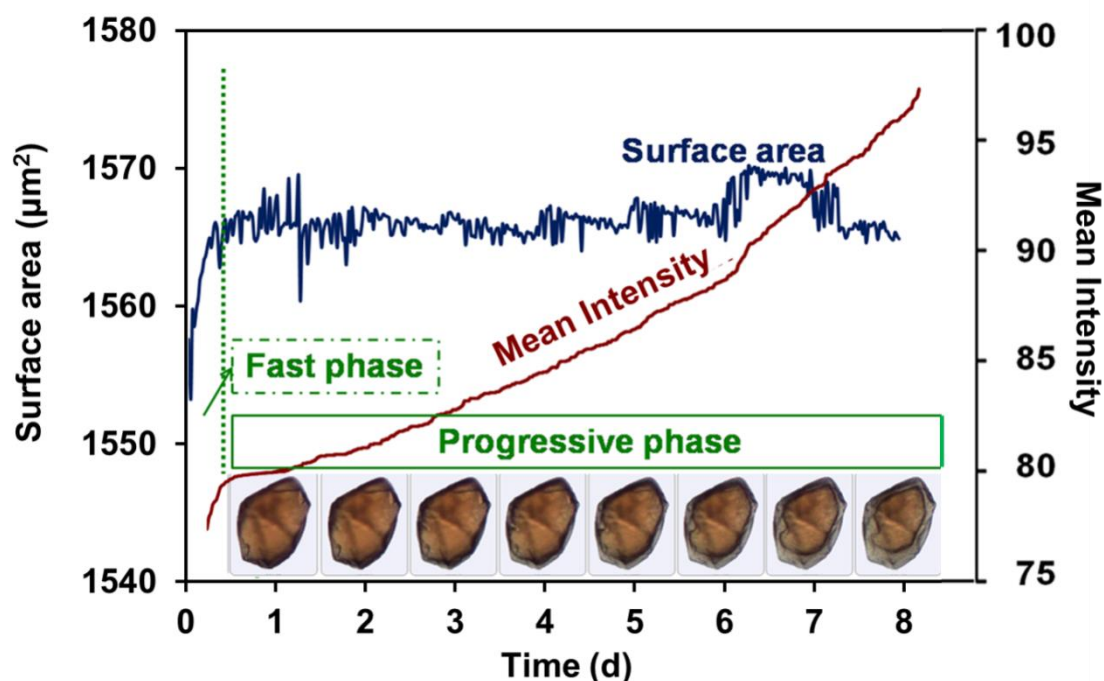 1580
1570
1560
1550
1540
Surface area (µm²)
100
95
90
85
80
75
Mean Intensity
Surface area
Mean Intensity
Fast phase
Progressive phase
0 1 2 3 4 5 6 7 8
Time (d)